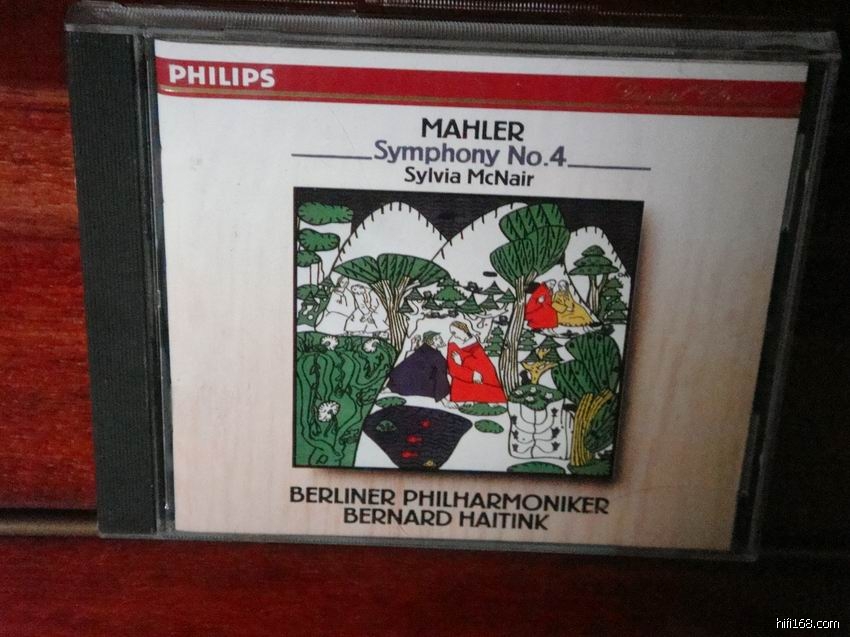 PHILIPS
MAHLER
Symphony No.4
Sylvia McNair
BERLINER PHILHARMONIKER
BERNARD HAITINK
hifi168.com